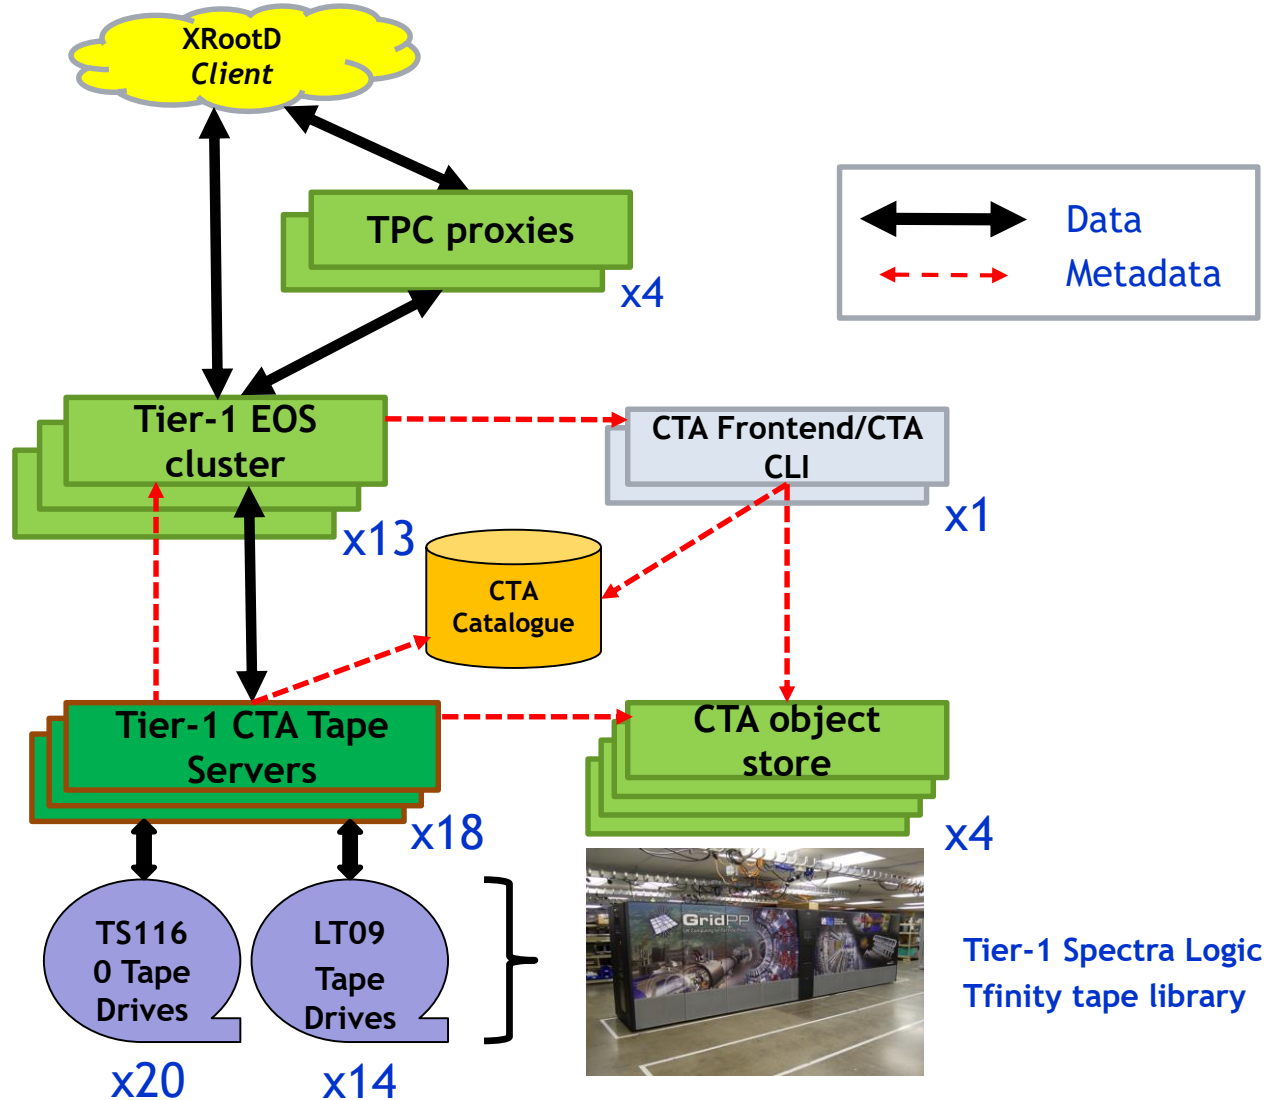 XRootD
Client
TPC proxies
x4
Data
Metadata
Tier-1 EOS
cluster
x13
CTA Frontend/CTA
CLI
x1
CTA
Catalogue
Tier-1 CTA Tape
Servers
x18
CTA object
store
x4
TS116
0 Tape
Drives
x20
LT09
Tape
Drives
x14
GridPP
Tier-1 Spectra Logic
Tfinity tape library